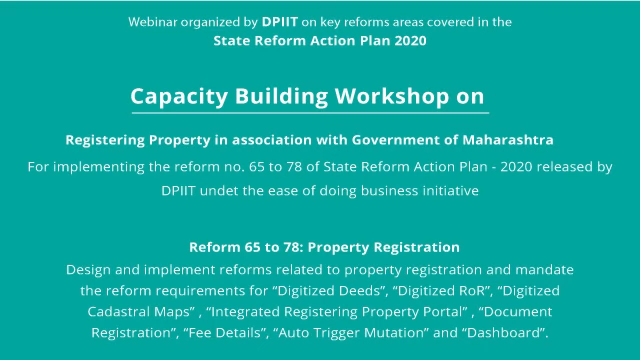 Webinar organized by DPIIT on key reforms areas covered in the
State Reform Action Plan 2020
Capacity Building Workshop on
Registering Property in association with Government of Maharashtra
For implementing the reform no. 65 to 78 of State Reform Action Plan - 2020 released by
DPIIT undet the ease of doing business initiative
Reform 65 to 78: Property Registration
Design and implement reforms related to property registration and mandate
the reform requirements for “Digitized Deeds”, “Digitized RoR”, “Digitized
Cadastral Maps” , “Integrated Registering Property Portal” , “Document
Registration”, “Fee Details”, “Auto Trigger Mutation” and “Dashboard”.